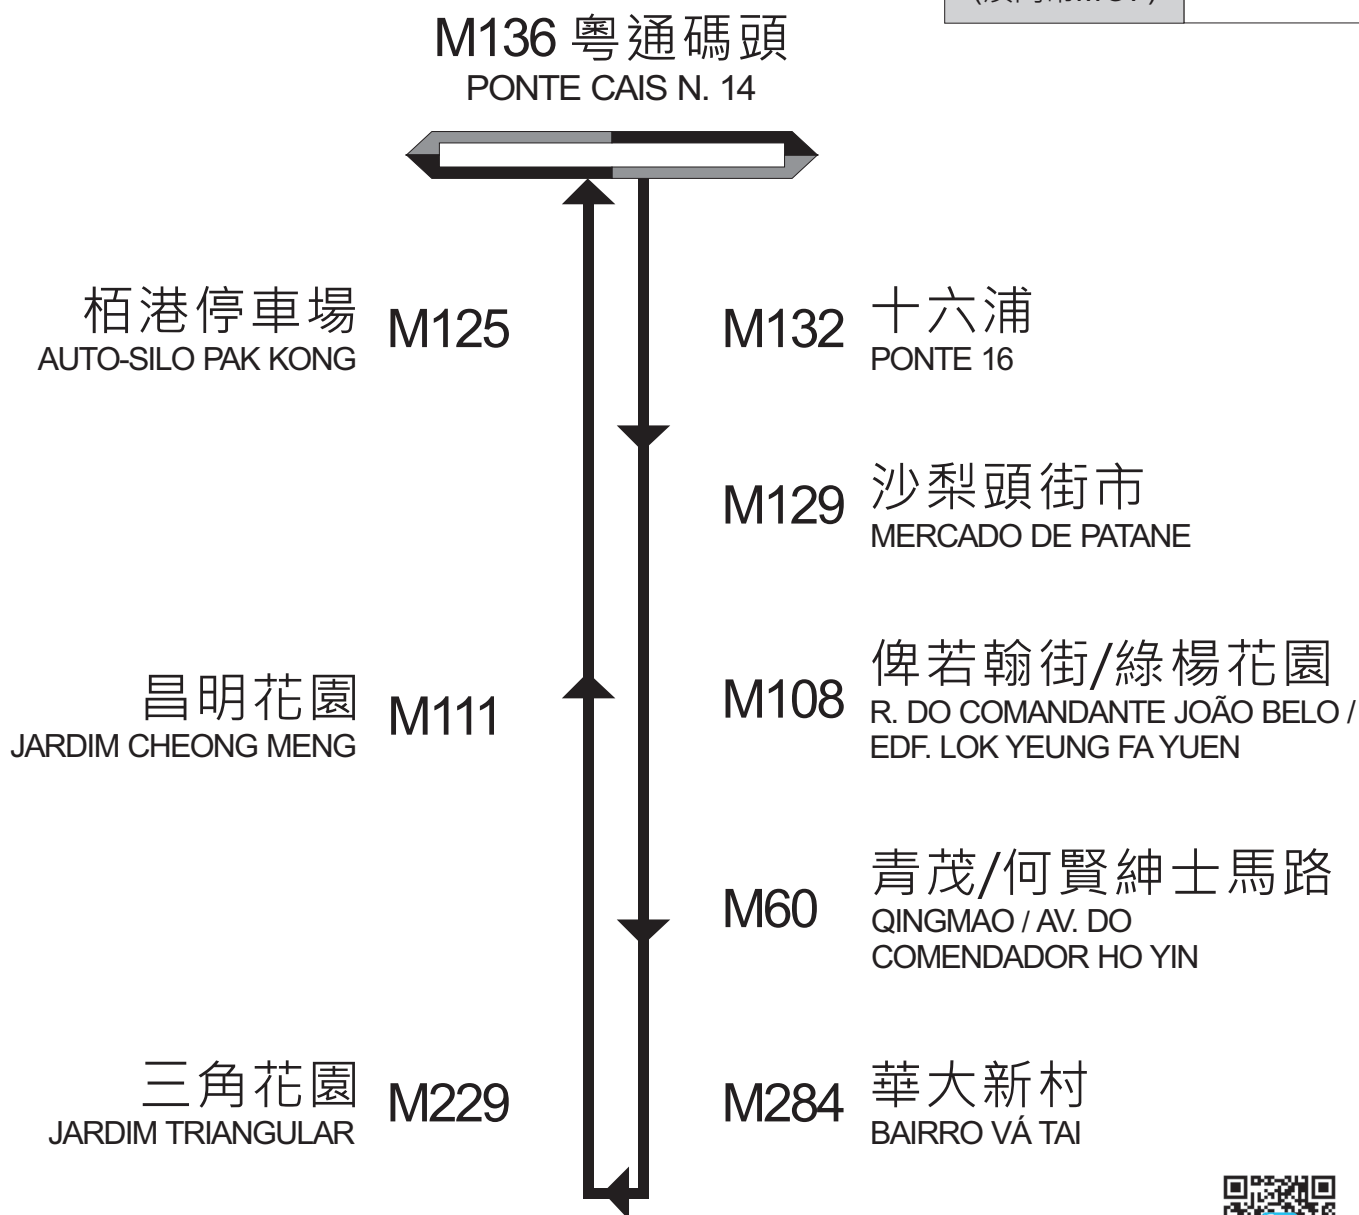 M136 粵通碼頭
PONTE CAIS N. 14
栢港停車場
AUTO-SILO PAK KONG
M125
M132
十六浦
PONTE 16
M129
沙梨頭街市
MERCADO DE PATANE
昌明花園
JARDIM CHEONG MENG
M111
M108
俾若翰街/綠楊花園
R. DO COMANDANTE JOÃO BELO /
EDF. LOK YEUNG FA YUEN
M60
青茂/何賢紳士馬路
QINGMAO / AV. DO
COMENDADOR HO YIN
三角花園
JARDIM TRIANGULAR
M229
M284
華大新村
BAIRRO VÁ TAI